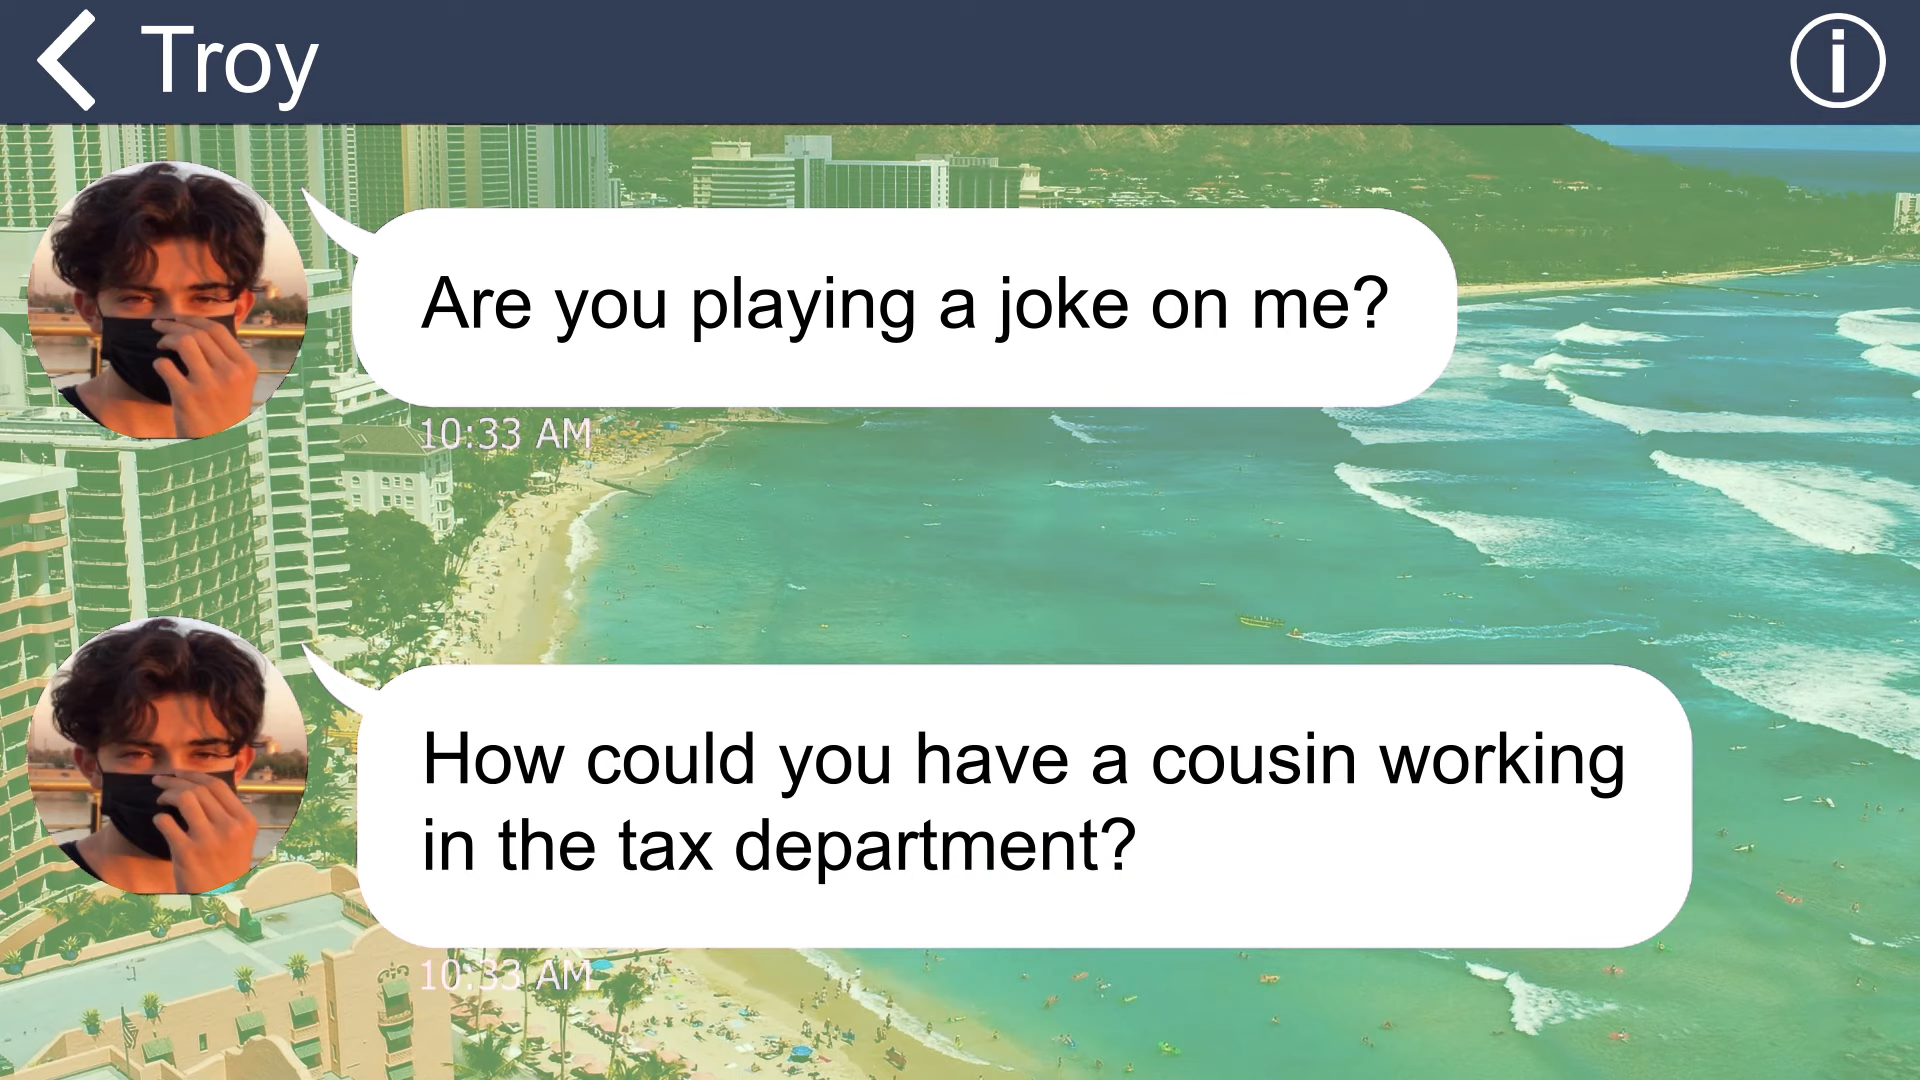 Troy
Are you playing a joke on me?
10:33 AM
How could you have a cousin working
in the tax department?
10:33 AM